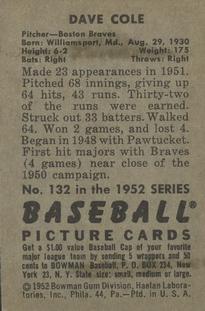 DAVE COLE
Pitcher—Boston Braves
Born: Williamsport, Md., Aug. 29, 1930
Height: 6-2 Weight: 175
Bats: Right Throws: Right
Made 23 appearances in 1951.
Pitched 68 innings, giving up
64 hits, 43 runs. Thirty-two
of the runs were earned.
Struck out 33 batters. Walked
64. Won 2 games, and lost 4.
Began in 1948 with Pawtucket.
First hit majors with Braves
(4 games) near close of the
1950 campaign.
No. 132 in the 1952 SERIES
BASEBALL®
PICTURE CARDS
Get a $1.00 value Baseball Cap of your favorite
major league team by sending 5 wrappers and 50
cents to BOWMAN Baseball, P. O. BOX 234, New
York 23, N. Y. State size: small, medium or large.
©1952 Bowman Gum Division, Haelan Labora-
tories, Inc., Phila. 44, Pa.—Ptd. in U. S. A.